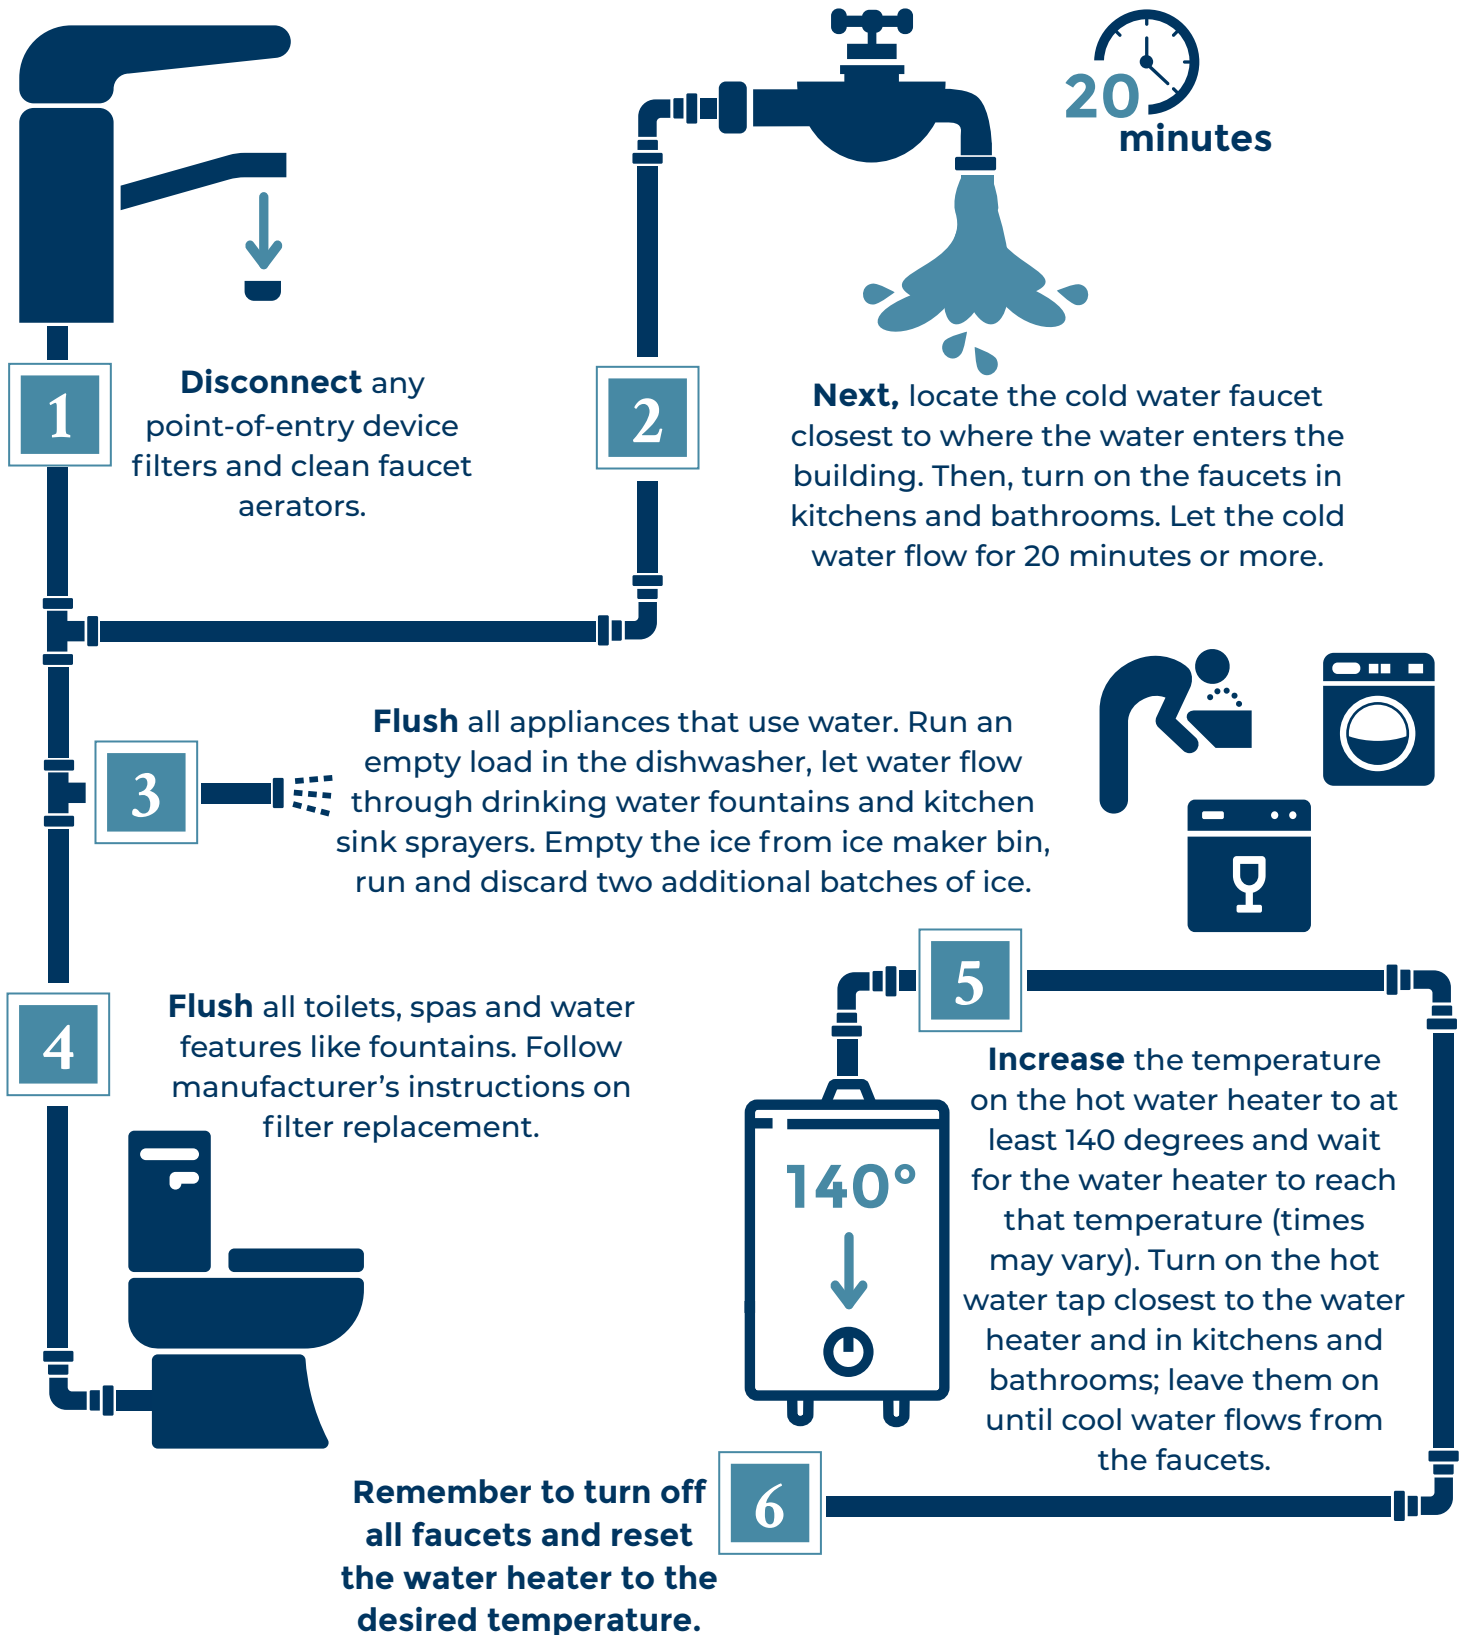 1
Disconnect any
point-of-entry device
filters and clean faucet
aerators.
20
minutes
2
Next, locate the cold water faucet
closest to where the water enters the
building. Then, turn on the faucets in
kitchens and bathrooms. Let the cold
water flow for 20 minutes or more.
3
Flush all appliances that use water. Run an
empty load in the dishwasher, let water flow
through drinking water fountains and kitchen
sink sprayers. Empty the ice from ice maker bin,
run and discard two additional batches of ice.
4
Flush all toilets, spas and water
features like fountains. Follow
manufacturer’s instructions on
filter replacement.
5
Increase the temperature
on the hot water heater to at
least 140 degrees and wait
for the water heater to reach
that temperature (times
may vary). Turn on the hot
water tap closest to the water
heater and in kitchens and
bathrooms; leave them on
until cool water flows from
the faucets.
140°
6
Remember to turn off
all faucets and reset
the water heater to the
desired temperature.